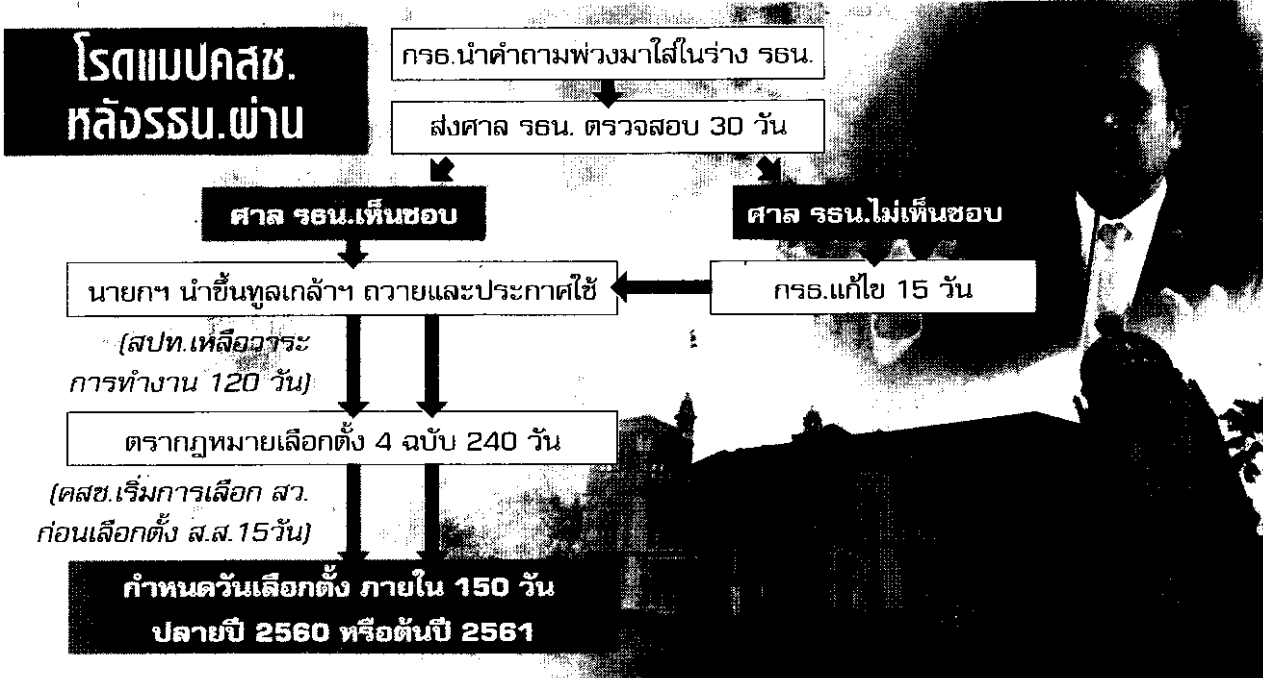 โรดแมปคสช.
หลังรธน.ผ่าน
กรธ.นำคำถามพ่วงมาใส่ในร่าง รธน.
ส่งศาล รธน. ตรวจสอบ 30 วัน
ศาล รธน.เห็นชอบ
ศาล รธน.ไม่เห็นชอบ
นายกฯ นำขึ้นทูลเกล้าฯ ถวายและประกาศใช้
กรธ.แก้ไข 15 วัน
(สปท.เหลือวาระ
การทำงาน 120 วัน)
ตรากฎหมายเลือกตั้ง 4 ฉบับ 240 วัน
(คสช.เริ่มการเลือก สว.
ก่อนเลือกตั้ง ส.ส.15วัน)
กำหนดวันเลือกตั้ง ภายใน 150 วัน
ปลายปี 2560 หรือต้นปี 2561